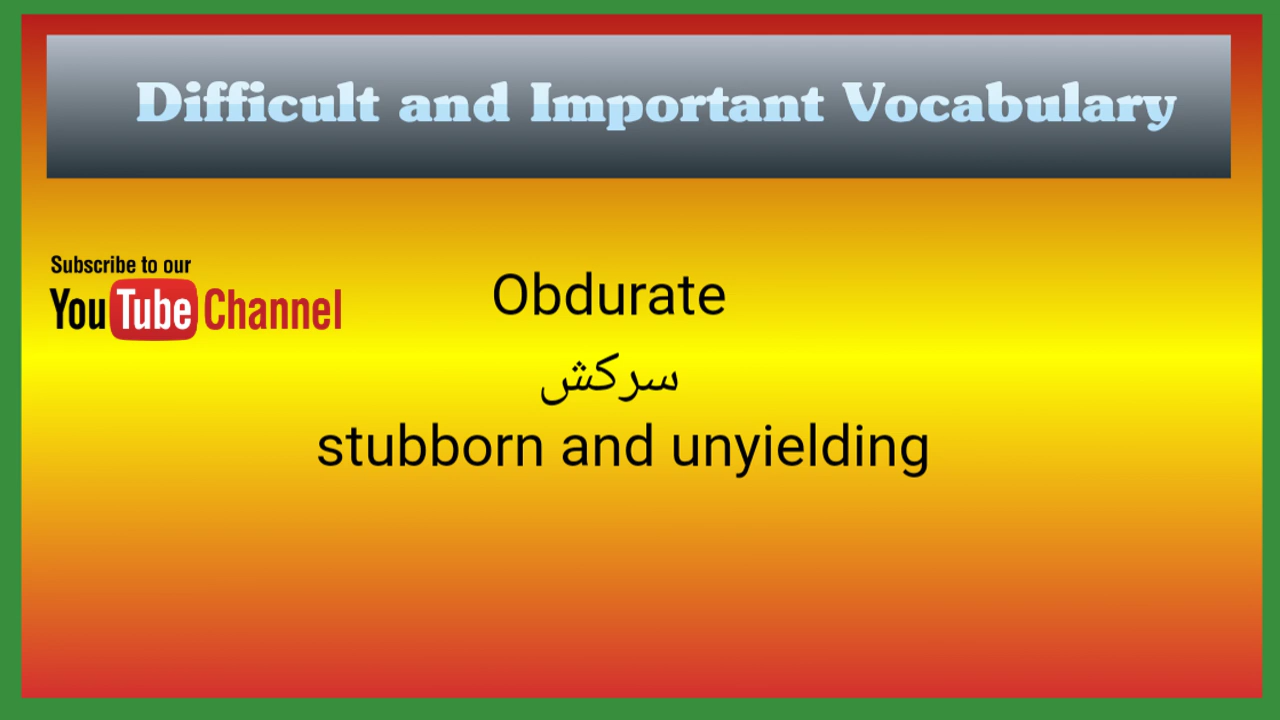 Difficult and Important Vocabulary
Subscribe to our
YouTube Channel
Obdurate
سرکش
stubborn and unyielding